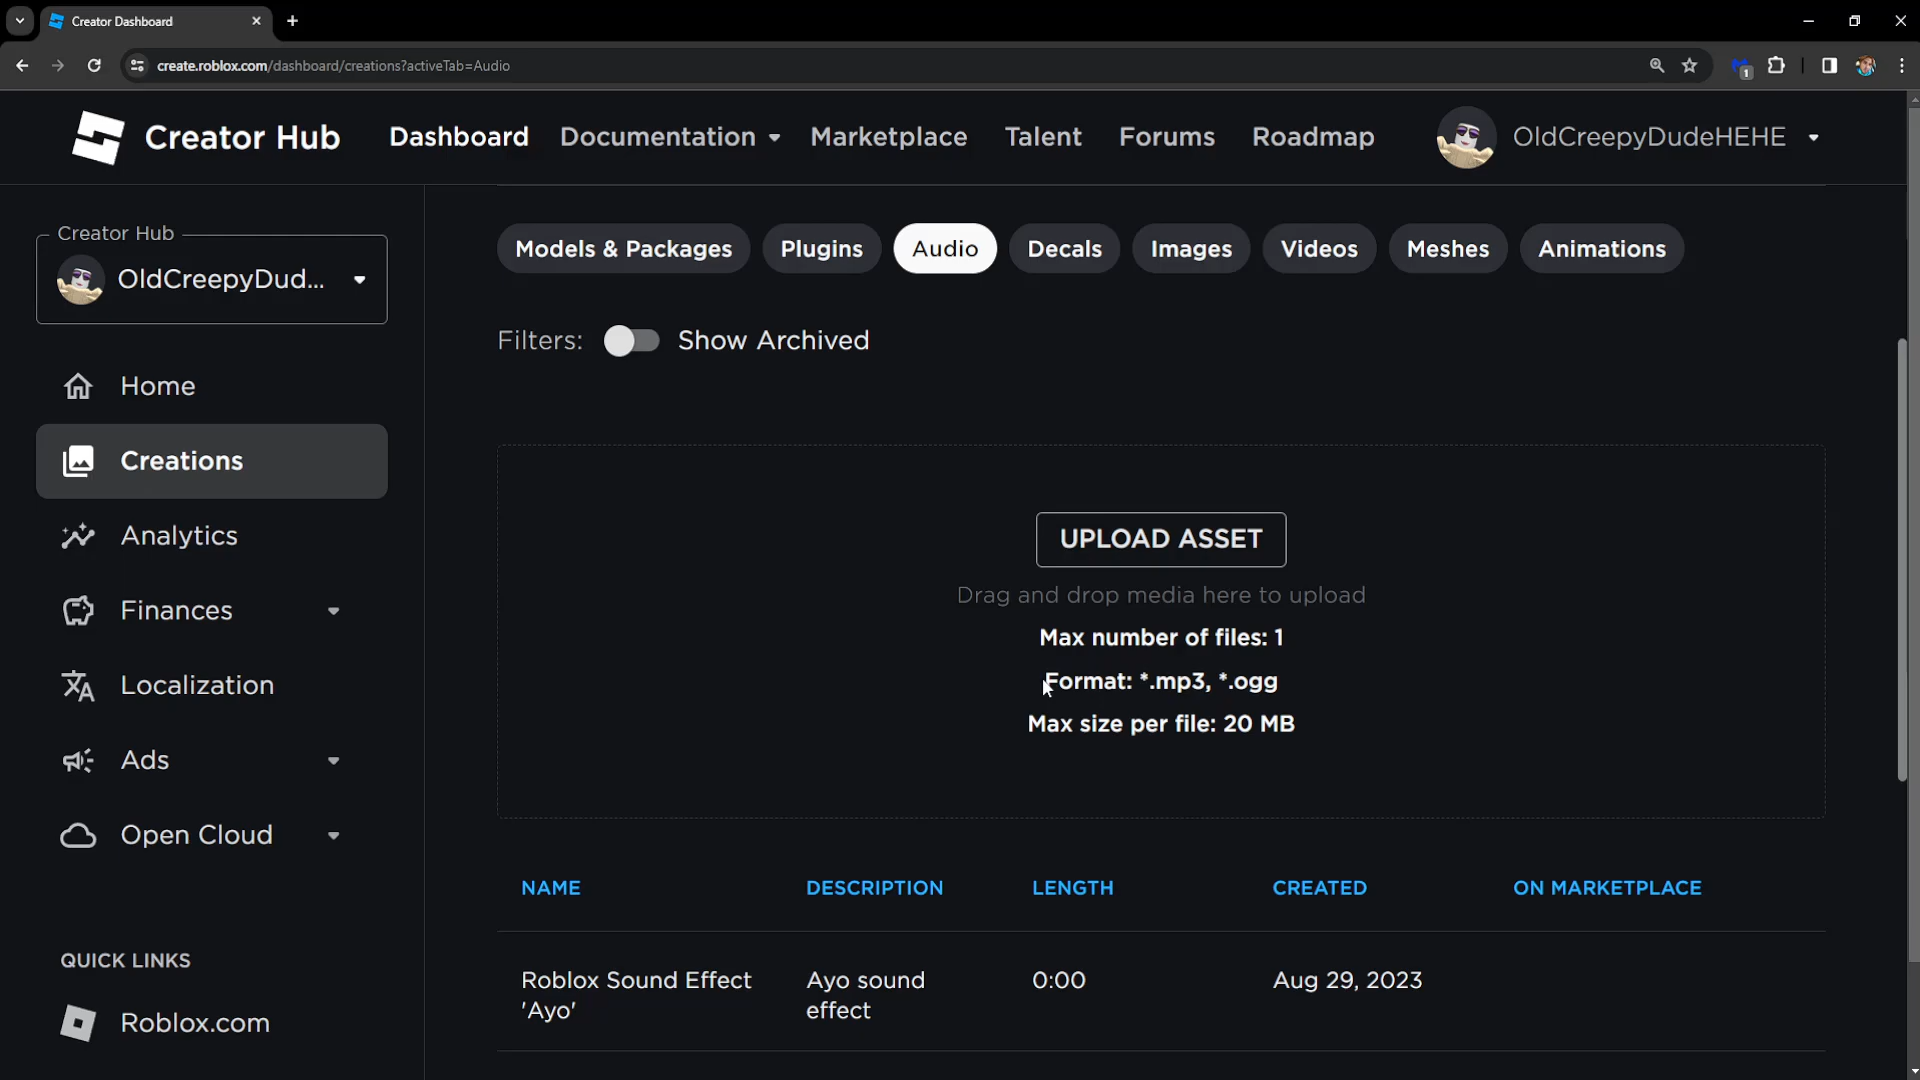 Creator Dashboard
create.roblox.com/dashboard/creations?activeTab=Audio
1
Creator Hub
Dashboard
Documentation
Marketplace
Talent
Forums
Roadmap
OldCreepyDudeHEHE
Creator Hub
OldCreepyDud...
Home
Creations
Analytics
Finances
Localization
Ads
Open Cloud
QUICK LINKS
Roblox.com
Models & Packages
Plugins
Audio
Decals
Images
Videos
Meshes
Animations
Filters: Show Archived
UPLOAD ASSET
Drag and drop media here to upload
Max number of files: 1
Format: *.mp3, *.ogg
Max size per file: 20 MB
NAME DESCRIPTION LENGTH CREATED ON MARKETPLACE
Roblox Sound Effect Ayo sound 0:00 Aug 29, 2023
'Ayo' effect